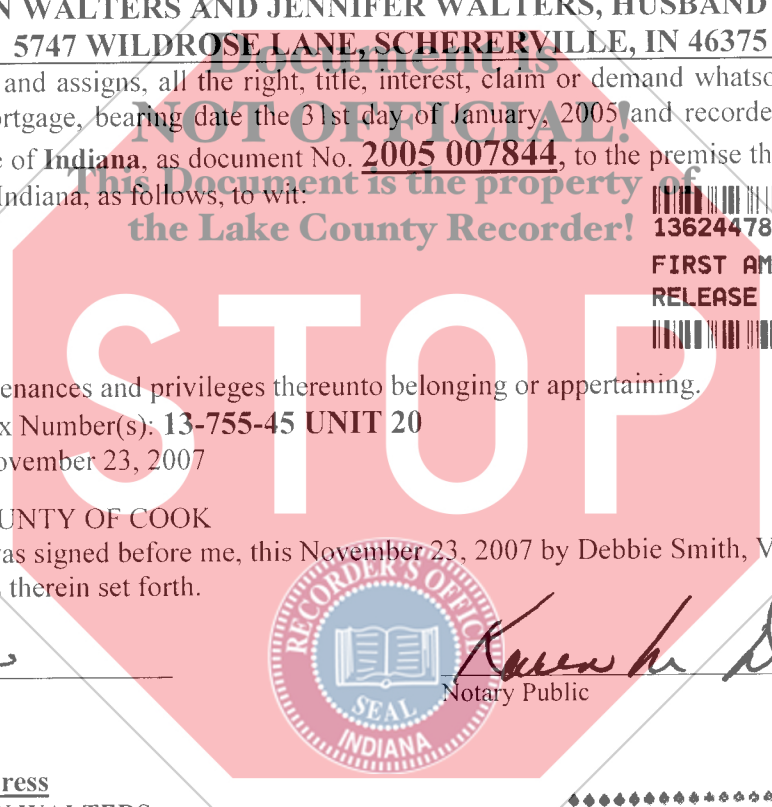 N WALTERS AND JENNIFER WALTERS, HUSBAND
5747 WILDROSE LANE, SCHERERVILLE, IN 46375
Document is
and assigns, all the right, title, interest, claim or demand whatso
NOT OFFICIAL!
rtgage, bearing date the 31st day of January, 2005 and recorde
e of Indiana, as document No. 2005 007844, to the premise th
This Document is the property of
Indiana, as follows, to wit:
the Lake County Recorder!
13624478
FIRST AM
RELEASE
STOP
enances and privileges thereunto belonging or appertaining.
x Number(s): 13-755-45 UNIT 20
ovember 23, 2007
UNTY OF COOK
as signed before me, this November 23, 2007 by Debbie Smith, V
therein set forth.
RECORDER'S OFFICE
SEAL
INDIANA
Karen M D
Notary Public
ress
WALTERS